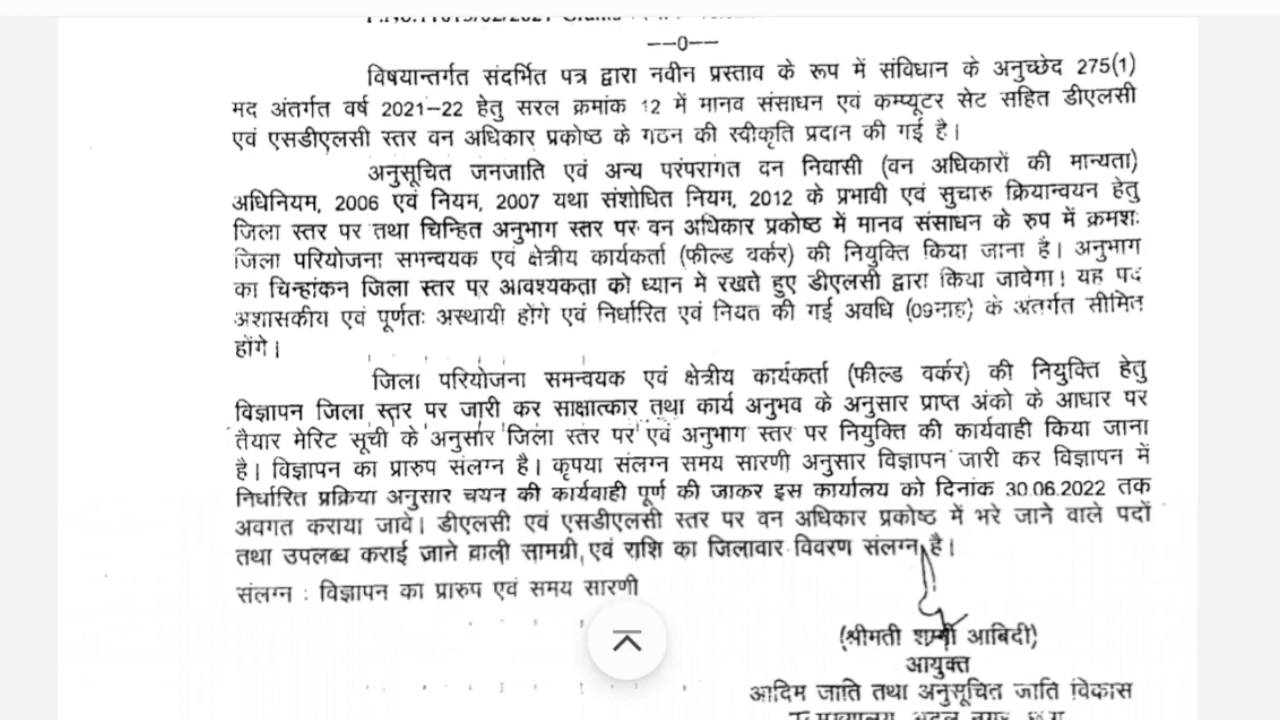 ——0——
विषयान्तर्गत संदर्भित पत्र द्वारा नवीन प्रस्ताव के रूप में संविधान के अनुच्छेद 275(1)
मद अंतर्गत वर्ष 2021–22 हेतु सरल क्रमांक 12 में मानव संसाधन एवं कम्प्यूटर सेट सहित डीएलसी
एवं एसडीएलसी स्तर वन अधिकार प्रकोष्ठ के गठन की स्वीकृति प्रदान की गई है।
अनुसूचित जनजाति एवं अन्य परंपरागत वन निवासी (वन अधिकारों की मान्यता)
अधिनियम, 2006 एवं नियम, 2007 यथा संशोधित नियम, 2012 के प्रभावी एवं सुचारु क्रियान्वयन हेतु
जिला स्तर पर तथा चिन्हित अनुभाग स्तर पर वन अधिकार प्रकोष्ठ में मानव संसाधन के रुप में क्रमशः
जिला परियोजना समन्वयक एवं क्षेत्रीय कार्यकर्ता (फील्ड वर्कर) की नियुक्ति किया जाना है। अनुभाग
का चिन्हांकन जिला स्तर पर आवश्यकता को ध्यान मे रखते हुए डीएलसी द्वारा किया जावेगा। यह पद
अशासकीय एवं पूर्णतः अस्थायी होंगे एवं निर्धारित एवं नियत की गई अवधि (09माह) के अंतर्गत सीमित
होंगे।
जिला परियोजना समन्वयक एवं क्षेत्रीय कार्यकर्ता (फील्ड वर्कर) की नियुक्ति हेतु
विज्ञापन जिला स्तर पर जारी कर साक्षात्कार तथा कार्य अनुभव के अनुसार प्राप्त अंको के आधार पर
तैयार मेरिट सूची के अनुसार जिला स्तर पर एवं अनुभाग स्तर पर नियुक्ति की कार्यवाही किया जाना
है। विज्ञापन का प्रारुप संलग्न है। कृपया संलग्न समय सारणी अनुसार विज्ञापन जारी कर विज्ञापन में
निर्धारित प्रक्रिया अनुसार चयन की कार्यवाही पूर्ण की जाकर इस कार्यालय को दिनांक 30.06.2022 तक
अवगत कराया जावे। डीएलसी एवं एसडीएलसी स्तर पर वन अधिकार प्रकोष्ठ में भरे जाने वाले पदों
तथा उपलब्ध कराई जाने वाली सामग्री एवं राशि का जिलावार विवरण संलग्न है।
संलग्न : विज्ञापन का प्रारुप एवं समय सारणी
(श्रीमती शम्मी आबिदी)
आयुक्त
आदिम जाति तथा अनुसूचित जाति विकास